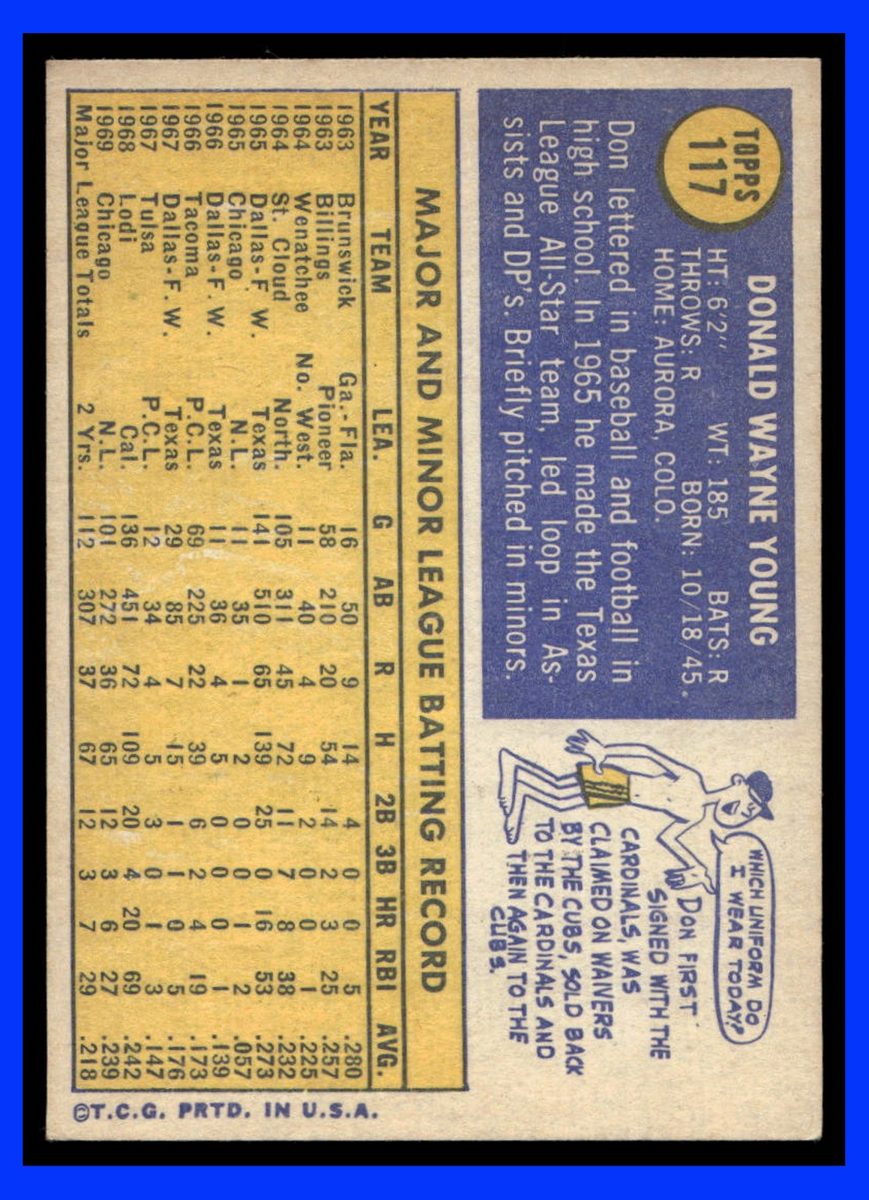 TOPPS
117
DONALD WAYNE YOUNG
HT: 6'2" WT: 185 BATS: R
THROWS: R BORN: 10/18/45.
HOME: AURORA, COLO.
Don lettered in baseball and football in
high school. In 1965 he made the Texas
League All-Star team, led loop in As-
sists and DP's. Briefly pitched in minors.
WHICH UNIFORM DO
I WEAR TODAY?
DON FIRST
SIGNED WITH THE
CARDINALS, WAS
CLAIMED ON WAIVERS
BY THE CUBS, SOLD BACK
TO THE CARDINALS AND
THEN AGAIN TO THE
CUBS.
MAJOR AND MINOR LEAGUE BATTING RECORD
YEAR TEAM LEA. G AB R H 2B 3B HR RBI AVG.
1963 Brunswick Ga.-Fla. 16 50 9 14 4 0 0 5 .280
1963 Billings Pioneer 58 210 20 54 14 2 3 25 .257
1964 Wenatchee No. West. 11 40 4 9 2 0 0 1 .225
1964 St. Cloud North. 105 311 45 72 11 7 8 38 .232
1965 Dallas-F. W. Texas 141 510 65 139 25 0 16 53 .273
1965 Chicago N.L. 11 35 1 2 0 0 1 2 .057
1966 Dallas-F. W. Texas 11 36 4 5 0 0 0 1 .139
1966 Tacoma P.C.L. 69 225 22 39 6 2 4 19 .173
1967 Dallas-F. W. Texas 29 85 7 15 1 1 0 5 .176
1967 Tulsa P.C.L. 12 34 4 5 3 0 1 3 .147
1968 Lodi Cal. 136 451 72 109 20 4 20 69 .242
1969 Chicago N.L. 101 272 36 65 12 3 6 27 .239
Major League Totals 2 Yrs. 112 307 37 67 12 3 7 29 .218
©T.C.G. PRTD. IN U.S.A.